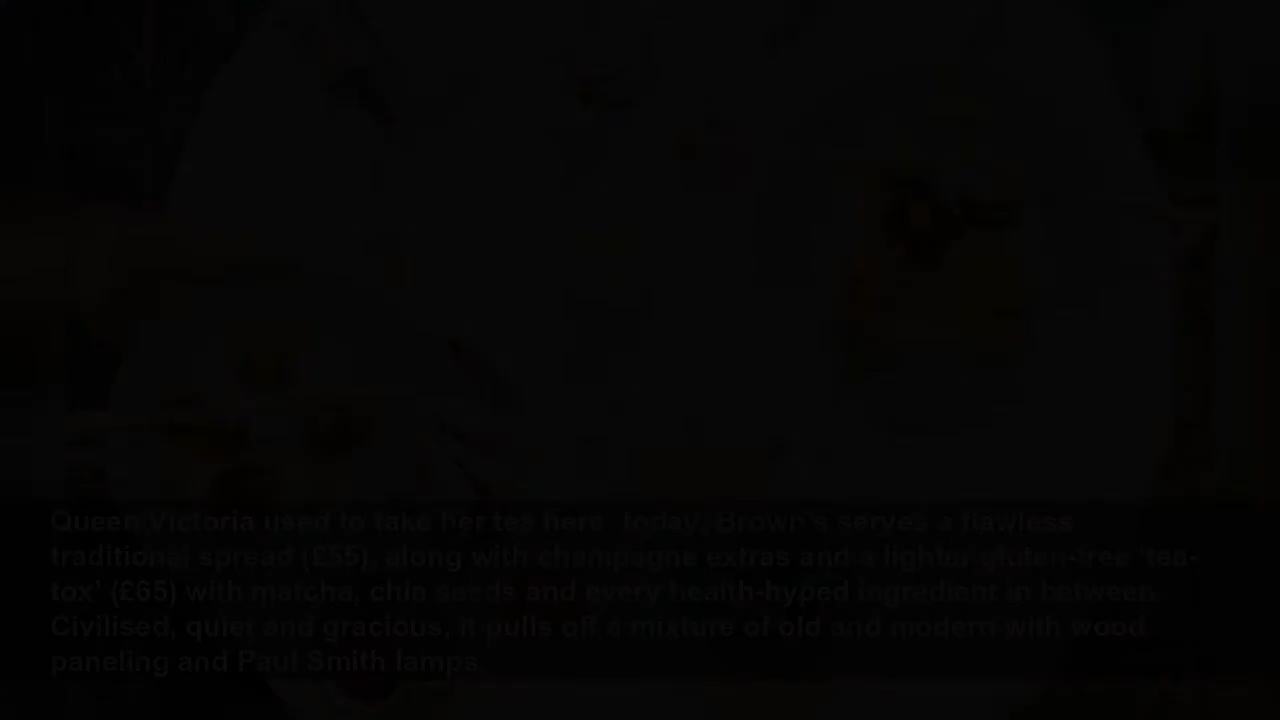 Queen Victoria used to take her tea here. Today, Brown's serves a flawless
traditional spread (£55), along with champagne extras and a lighter gluten-free 'tea-
tox' (£65) with matcha, chia seeds and every health-hyped ingredient in between.
Civilised, quiet and gracious, it pulls off a mixture of old and modern with wood
paneling and Paul Smith lamps.